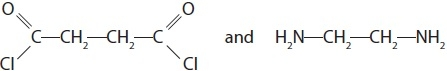 O O
C—CH₂—CH₂—C and H₂N—CH₂—CH₂—NH₂
Cl Cl